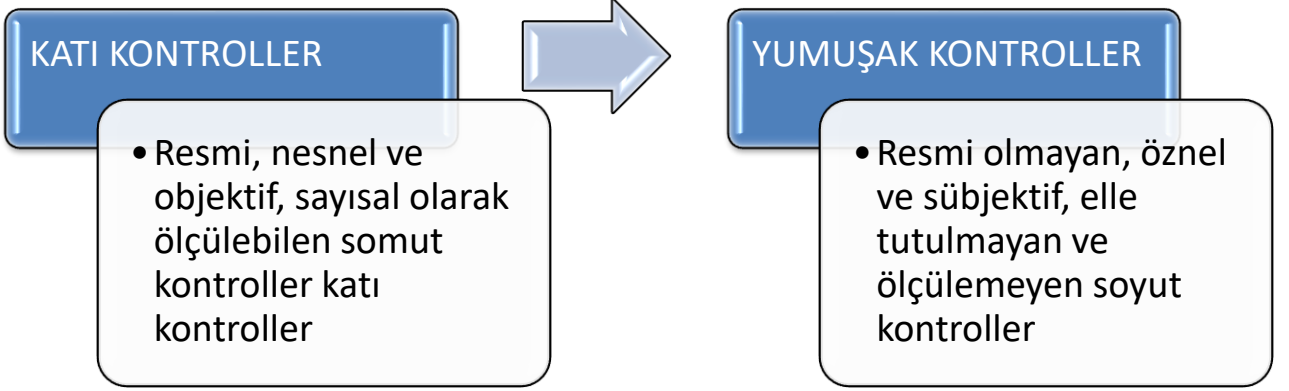 KATI KONTROLLER
•Resmi, nesnel ve
objektif, sayısal olarak
ölçülebilen somut
kontroller katı
kontroller
YUMUŞAK KONTROLLER
•Resmi olmayan, öznel
ve sübjektif, elle
tutulmayan ve
ölçülemeyen soyut
kontroller